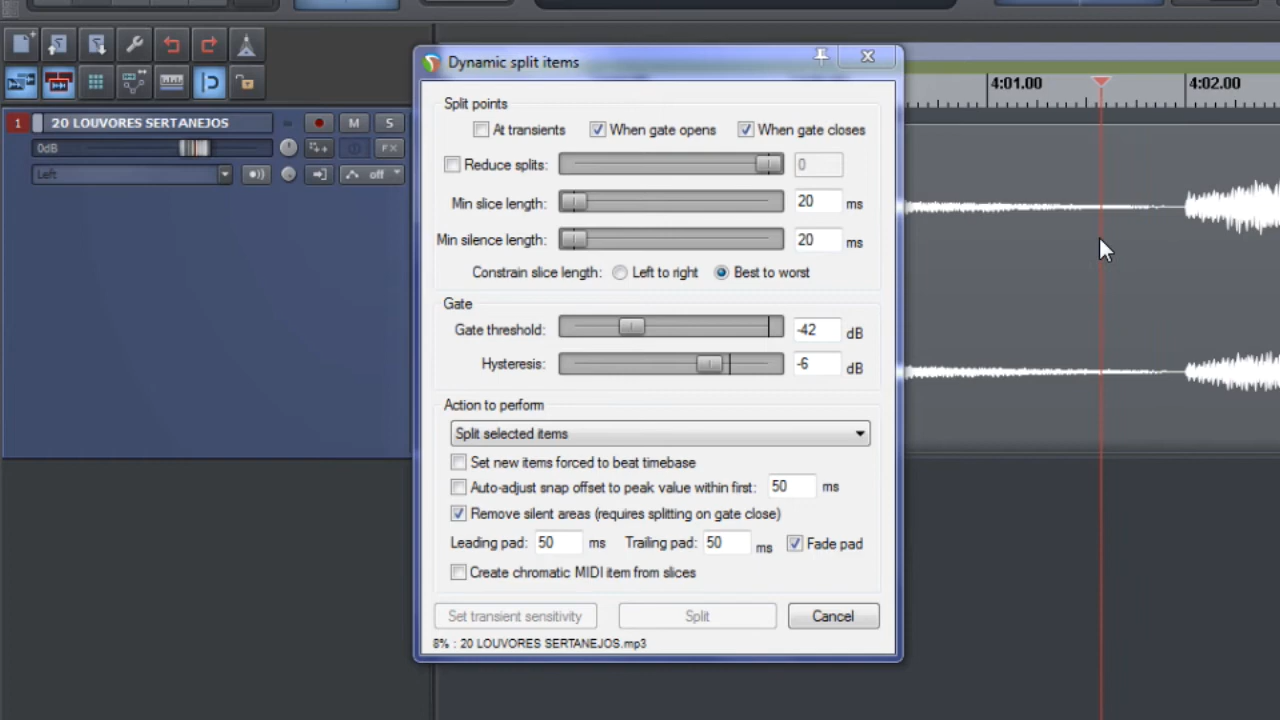 Dynamic split items
4:01.00 4:02.00
1 20 LOUVORES SERTANEJOS M S
0dB FX
Left off
Split points
At transients When gate opens When gate closes
Reduce splits: 0
Min slice length: 20 ms
Min silence length: 20 ms
Constrain slice length: Left to right Best to worst
Gate
Gate threshold: -42 dB
Hysteresis: -6 dB
Action to perform
Split selected items
Set new items forced to beat timebase
Auto-adjust snap offset to peak value within first: 50 ms
Remove silent areas (requires splitting on gate close)
Leading pad: 50 ms Trailing pad: 50 ms Fade pad
Create chromatic MIDI item from slices
Set transient sensitivity Split Cancel
8% : 20 LOUVORES SERTANEJOS.mp3